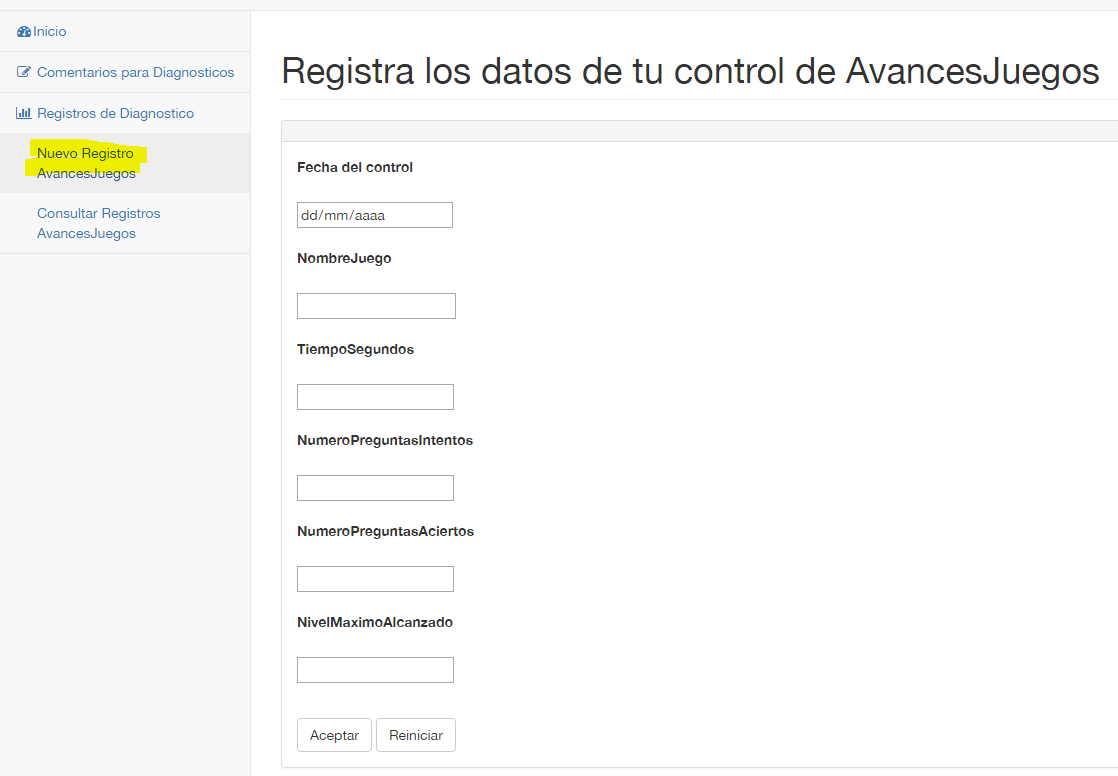 Inicio
Comentarios para Diagnosticos
Registros de Diagnostico
Nuevo Registro
AvancesJuegos
Consultar Registros
AvancesJuegos
Registra los datos de tu control de AvancesJuegos
Fecha del control
dd/mm/aaaa
NombreJuego
TiempoSegundos
NumeroPreguntasIntentos
NumeroPreguntasAciertos
NivelMaximoAlcanzado
Aceptar Reiniciar